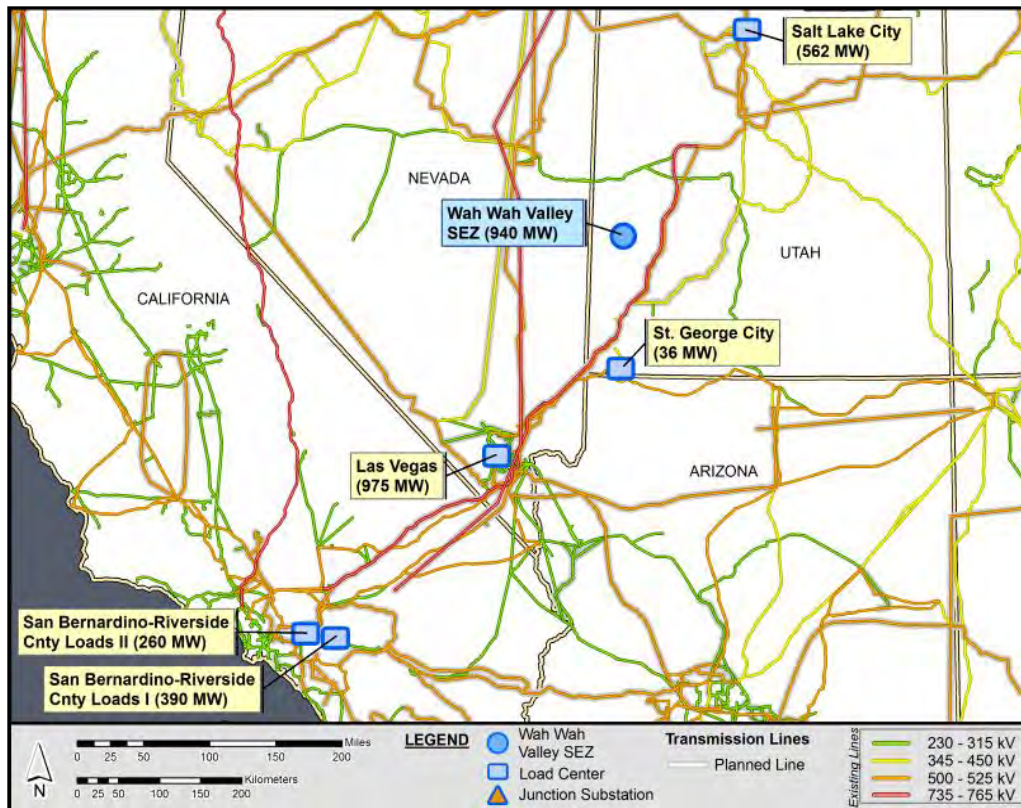 Salt Lake City
(562 MW)
NEVADA
Wah Wah Valley
SEZ (940 MW)
UTAH
CALIFORNIA
St. George City
(36 MW)
Las Vegas
(975 MW)
ARIZONA
San Bernardino-Riverside
Cnty Loads II (260 MW)
San Bernardino-Riverside
Cnty Loads I (390 MW)
N
0 25 50 100 150 200
Miles
0 25 50 100 150 200
Kilometers
LEGEND
Wah Wah
Valley SEZ
Load Center
Junction Substation
Transmission Lines
Planned Line
Existing Lines
230 - 315 kV
345 - 450 kV
500 - 525 kV
735 - 765 kV